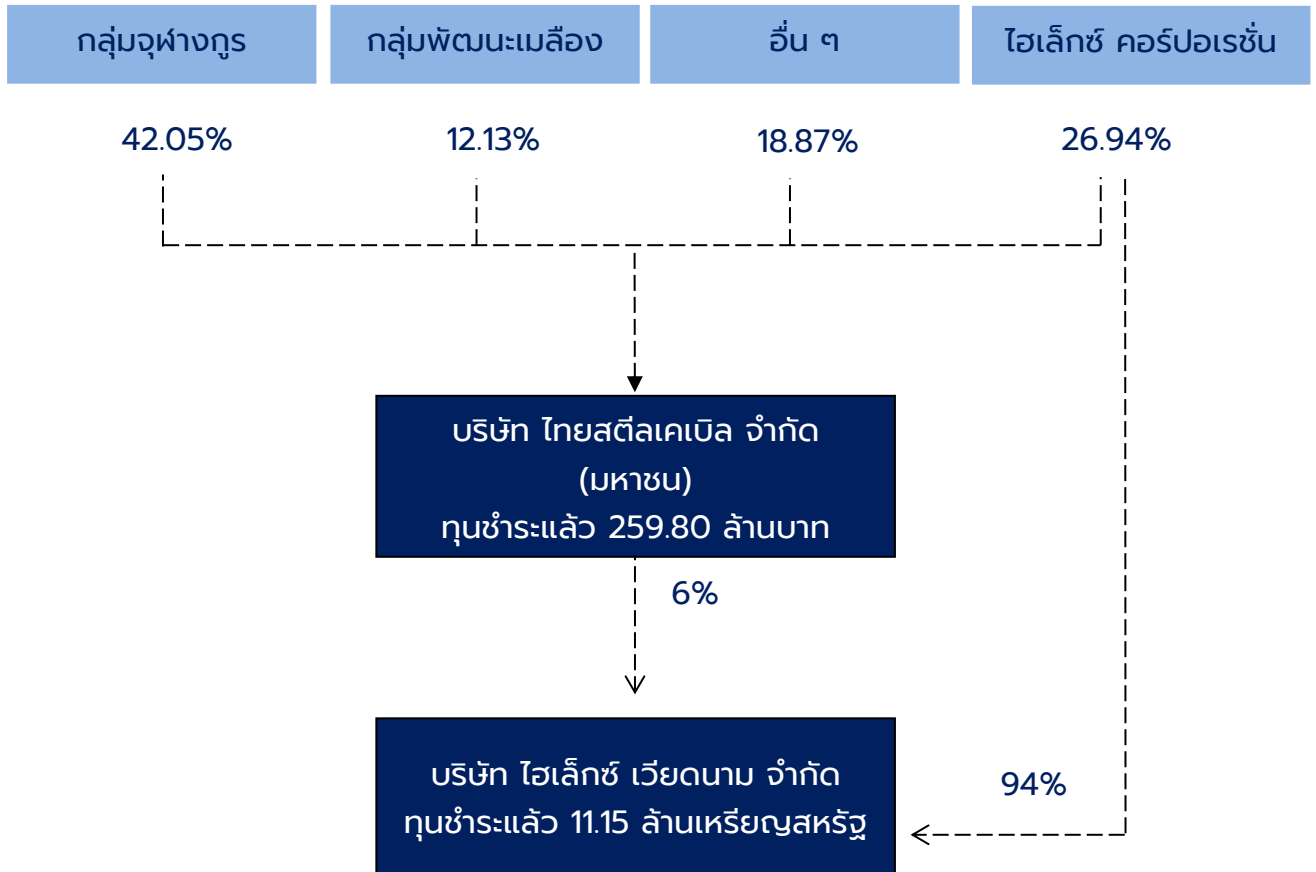 กลุ่มจุฬางกูร
กลุ่มพัฒนะเมลือง
อื่น ๆ
ไฮเล็กซ์ คอร์ปอเรชั่น
42.05%
12.13%
18.87%
26.94%
บริษัท ไทยสตีลเคเบิล จำกัด
(มหาชน)
ทุนชำระแล้ว 259.80 ล้านบาท
6%
บริษัท ไฮเล็กซ์ เวียดนาม จำกัด
ทุนชำระแล้ว 11.15 ล้านเหรียญสหรัฐ
94%